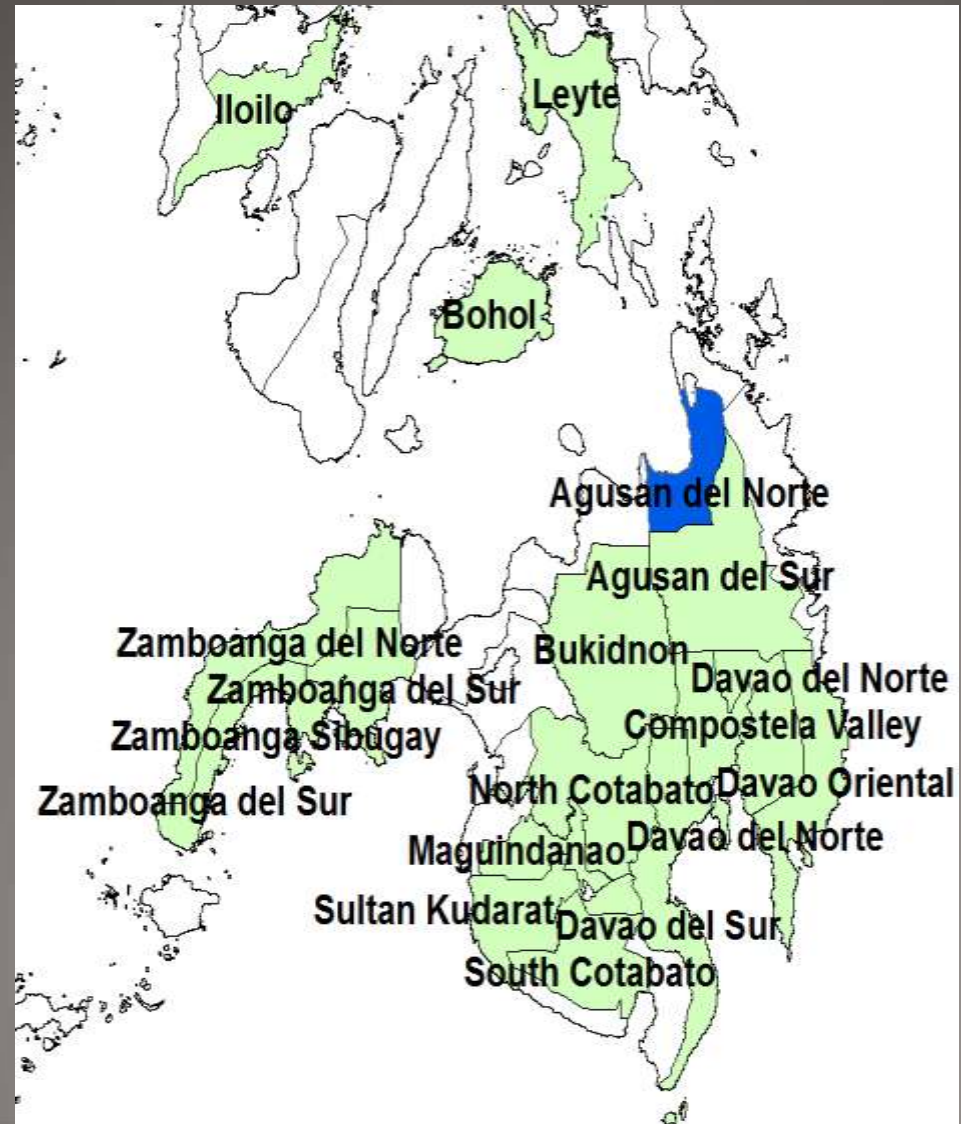 Iloilo
Leyte
Bohol
Agusan del Norte
Agusan del Sur
Zamboanga del Norte
Bukidnon
Davao del Norte
Zamboanga del Sur
Compostela Valley
Zamboanga Sibugay
North Cotabato
Davao Oriental
Zamboanga del Sur
Davao del Norte
Maguindanao
Sultan Kudarat
Davao del Sur
South Cotabato